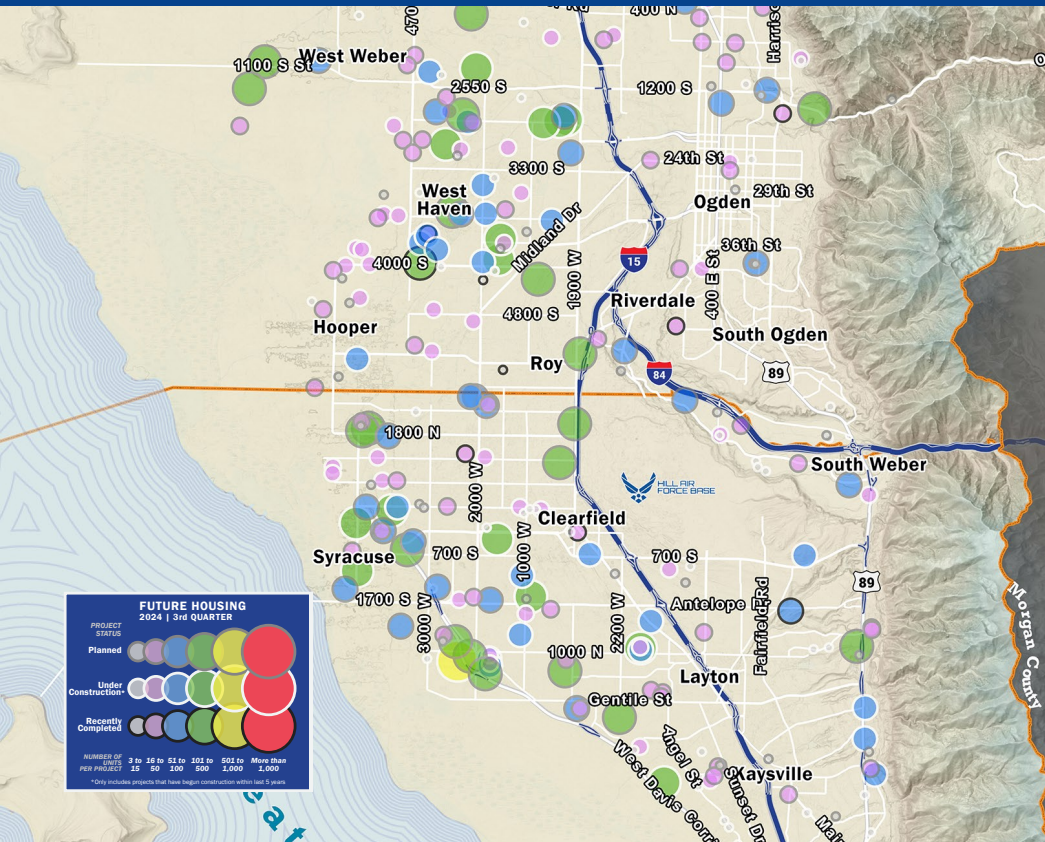 470
400 N
West Weber
1100 S St
2550 S
1200 S
3300 S
24th St
29th St
West
Haven
Ogden
36th St
Midland Dr
4000 S
15
1900 W
400 E St
Riverdale
4800 S
Hooper
South Ogden
Roy
84
89
1800 N
South Weber
2000 W
HILL AIR
FORCE BASE
Clearfield
1000 W
700 S
700 S
Syracuse
89
1700 S
Antelope
Fairfield Rd
3000 W
2200 W
1000 N
Layton
Morgan County
Gentile St
Angel St
West Davis Corri
Kaysville
Sunset Dr
FUTURE HOUSING
2024 | 3rd QUARTER
PROJECT
STATUS
Planned
Under
Construction*
Recently
Completed
NUMBER OF
UNITS
PER PROJECT
3 to
15
16 to
50
51 to
100
101 to
500
501 to
1,000
More than
1,000
*Only includes projects that have begun construction within last 5 years